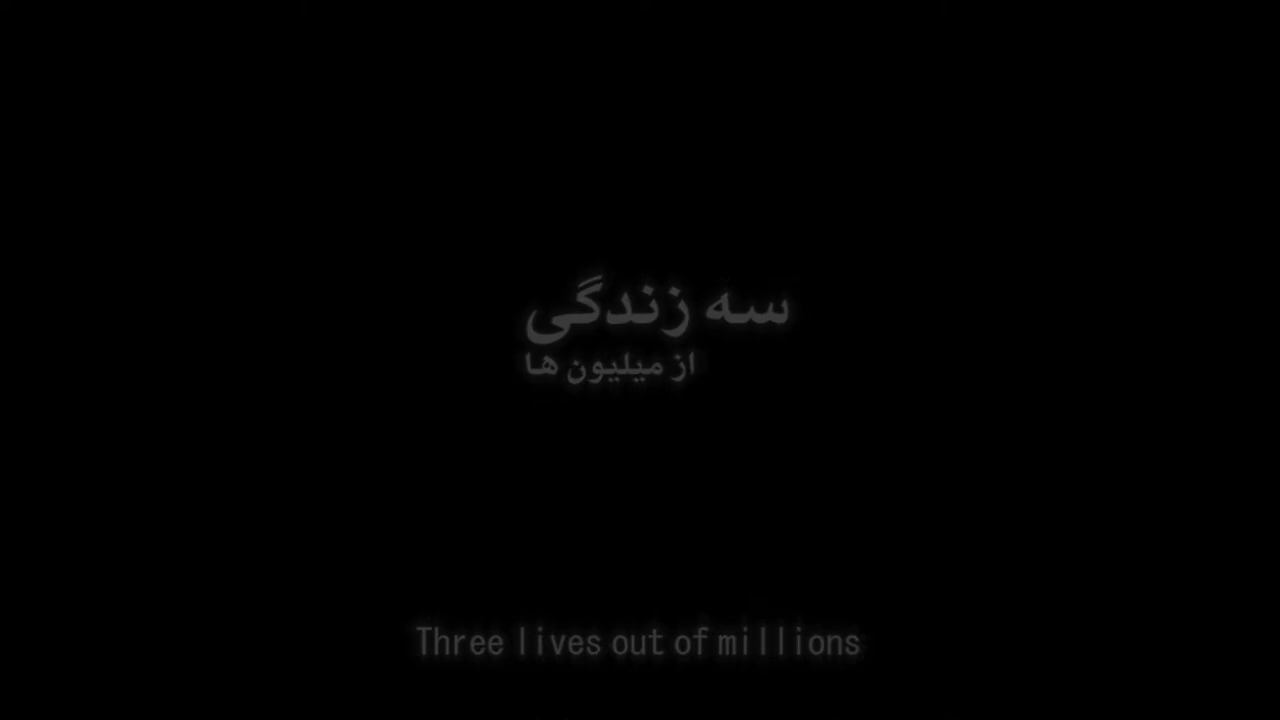 سه زندگی
از میلیون ها
Three lives out of millions